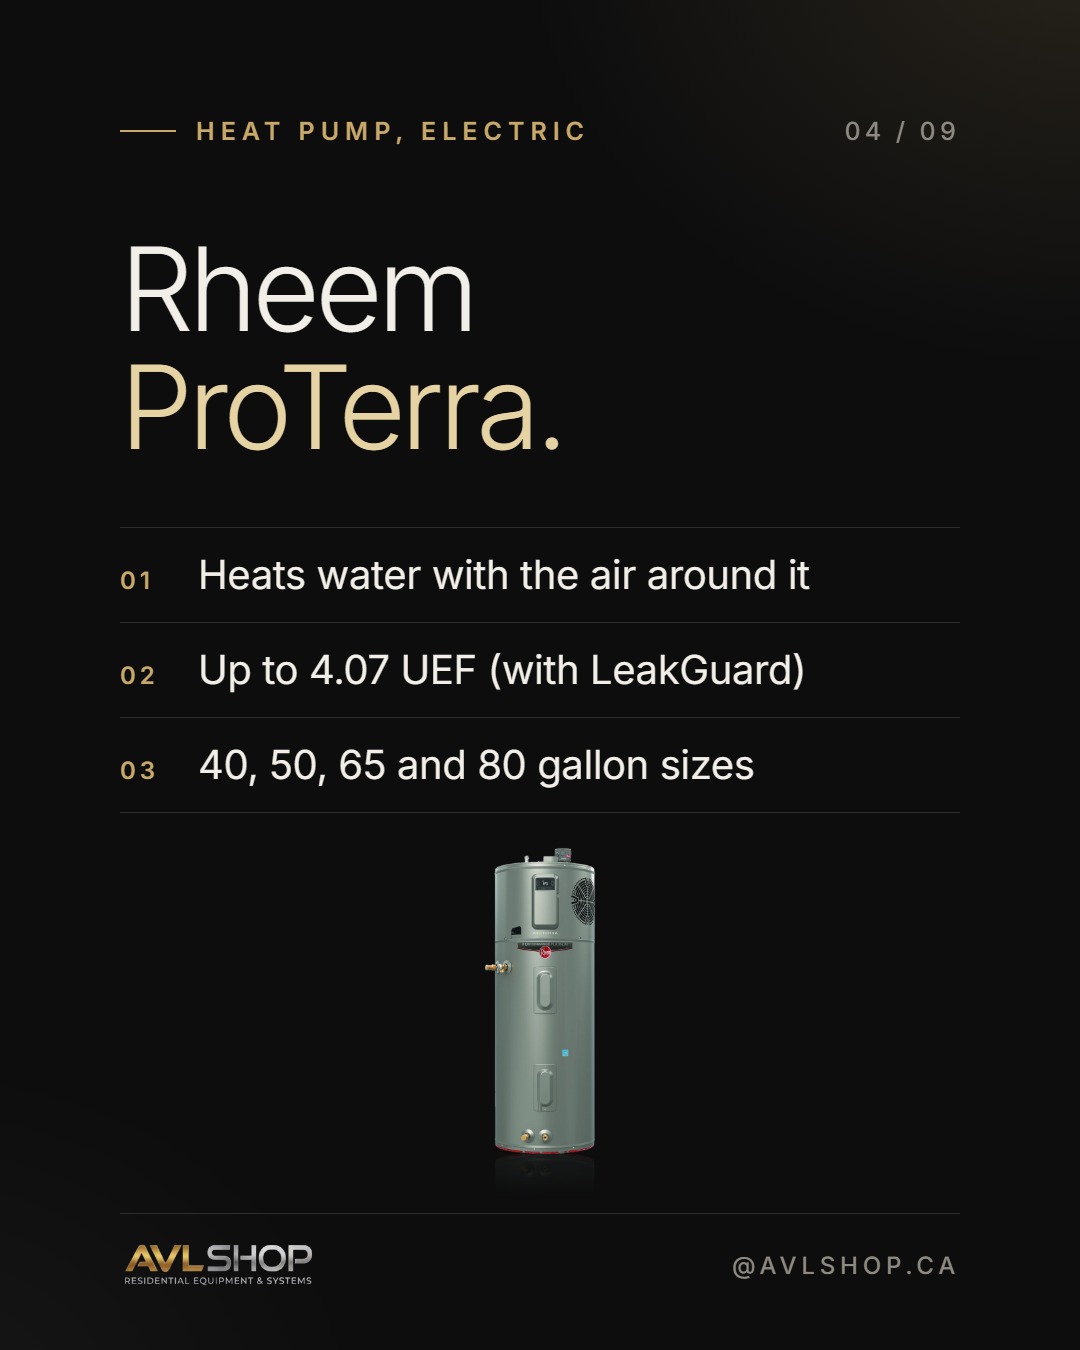 HEAT PUMP, ELECTRIC
04 / 09
Rheem
ProTerra.
01 Heats water with the air around it
02 Up to 4.07 UEF (with LeakGuard)
03 40, 50, 65 and 80 gallon sizes
AVLSHOP
RESIDENTIAL EQUIPMENT & SYSTEMS
@AVLSHOP.CA